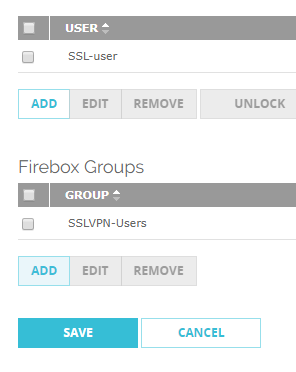 USER
SSL-user
ADD EDIT REMOVE UNLOCK
Firebox Groups
GROUP
SSLVPN-Users
ADD EDIT REMOVE
SAVE CANCEL